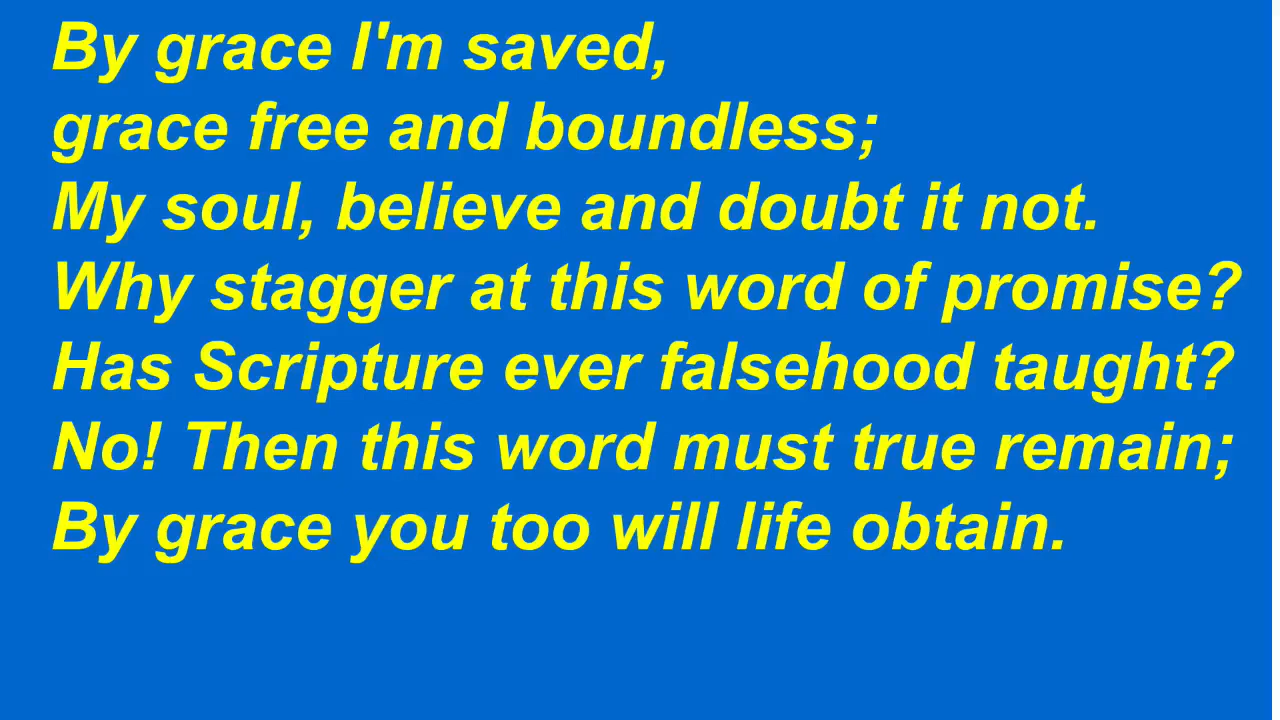 By grace I'm saved,
grace free and boundless;
My soul, believe and doubt it not.
Why stagger at this word of promise?
Has Scripture ever falsehood taught?
No! Then this word must true remain;
By grace you too will life obtain.